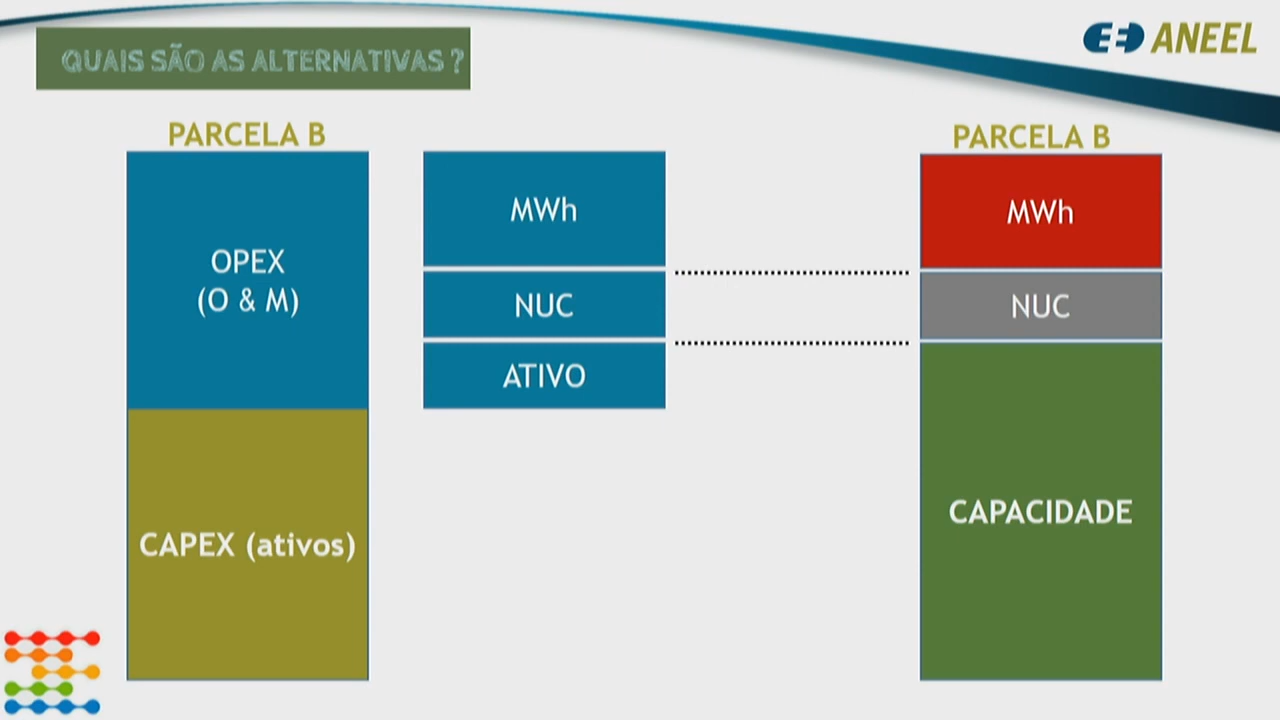 QUAIS SÃO AS ALTERNATIVAS ?
ANEEL
PARCELA B
OPEX
(O & M)
CAPEX (ativos)
MWh
NUC
ATIVO
PARCELA B
MWh
NUC
CAPACIDADE